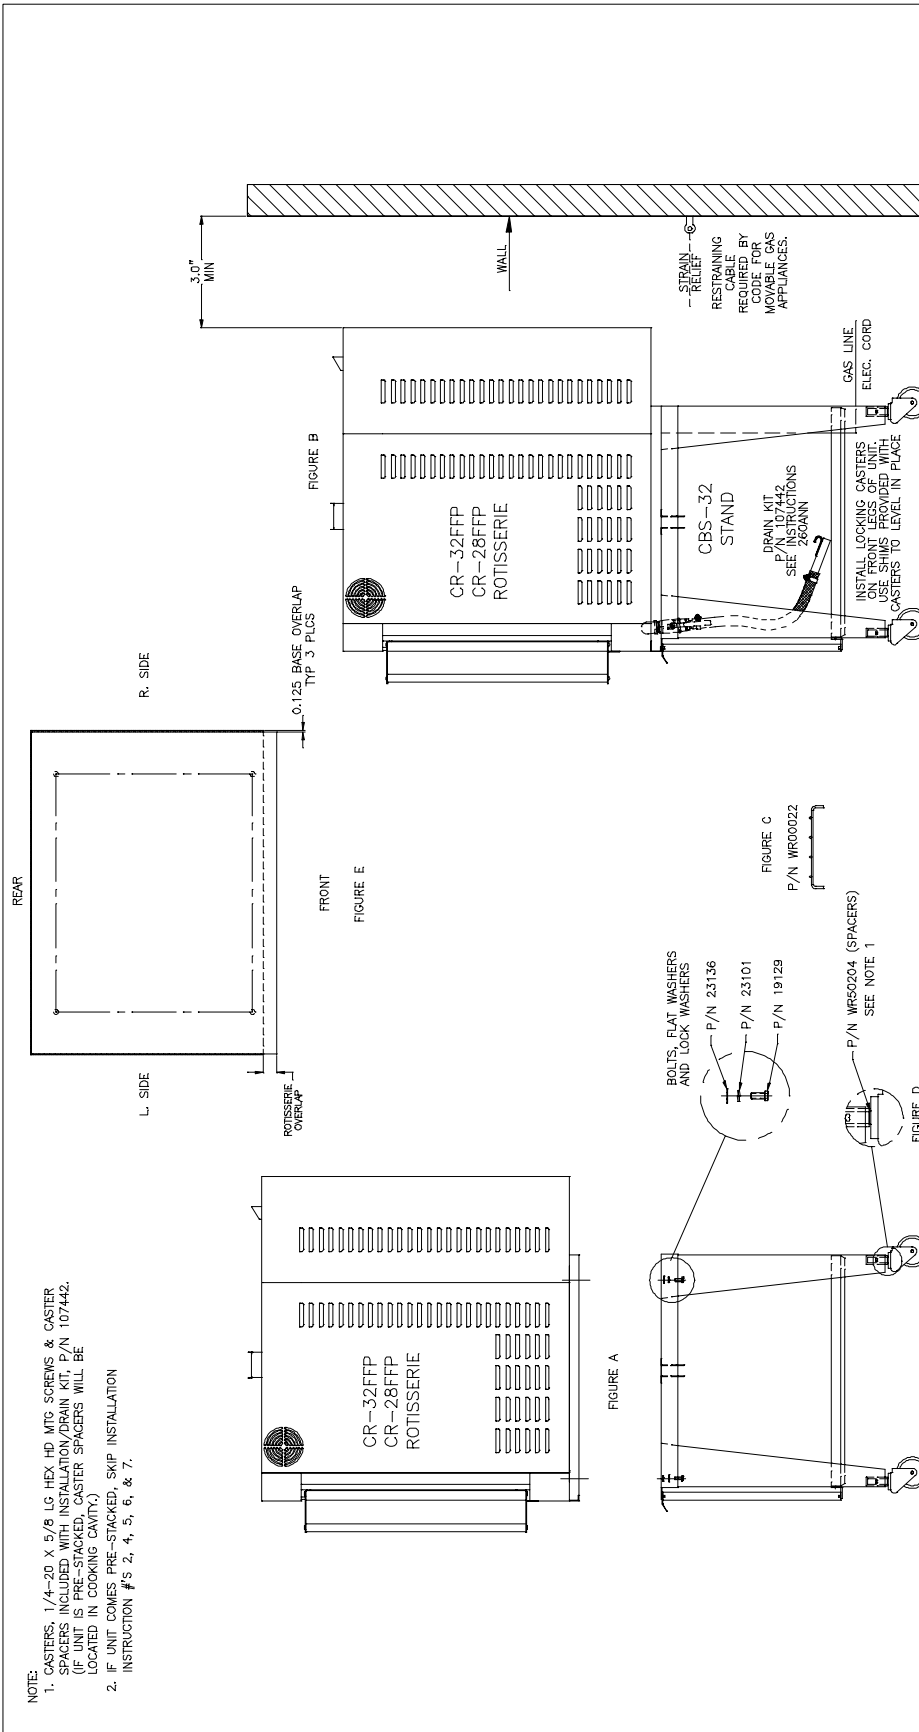 NOTE:
1. CASTERS, 1/4-20 X 5/8 LG HEX HD MTG SCREWS & CASTER
SPACERS INCLUDED WITH INSTALLATION/DRAIN KIT, P/N 107442.
(IF UNIT IS PRE-STACKED, CASTER SPACERS WILL BE
LOCATED IN COOKING CAVITY.)
2. IF UNIT COMES PRE-STACKED, SKIP INSTALLATION
INSTRUCTION #'S 2, 4, 5, 6, & 7.
REAR
L. SIDE
R. SIDE
ROTISSERIE
OVERLAP
FRONT
FIGURE E
0.125 BASE OVERLAP
TYP 3 PLCS
CR-32FFP
CR-28FFP
ROTISSERIE
FIGURE A
BOLTS, FLAT WASHERS
AND LOCK WASHERS
P/N 23136
P/N 23101
P/N 19129
P/N WR50204 (SPACERS)
SEE NOTE 1
FIGURE D
FIGURE C
P/N WR00022
FIGURE B
3.0"
MIN
CR-32FFP
CR-28FFP
ROTISSERIE
WALL
STRAIN
RELIEF
RESTRAINING
CABLE
REQUIRED BY
CODE FOR
MOVABLE GAS
APPLIANCES.
CBS-32
STAND
DRAIN KIT
P/N 107442
SEE INSTRUCTIONS
260ANN
GAS LINE
ELEC. CORD
INSTALL LOCKING CASTERS
ON FRONT LEGS OF UNIT.
USE SHIMS PROVIDED WITH
CASTERS TO LEVEL IN PLACE